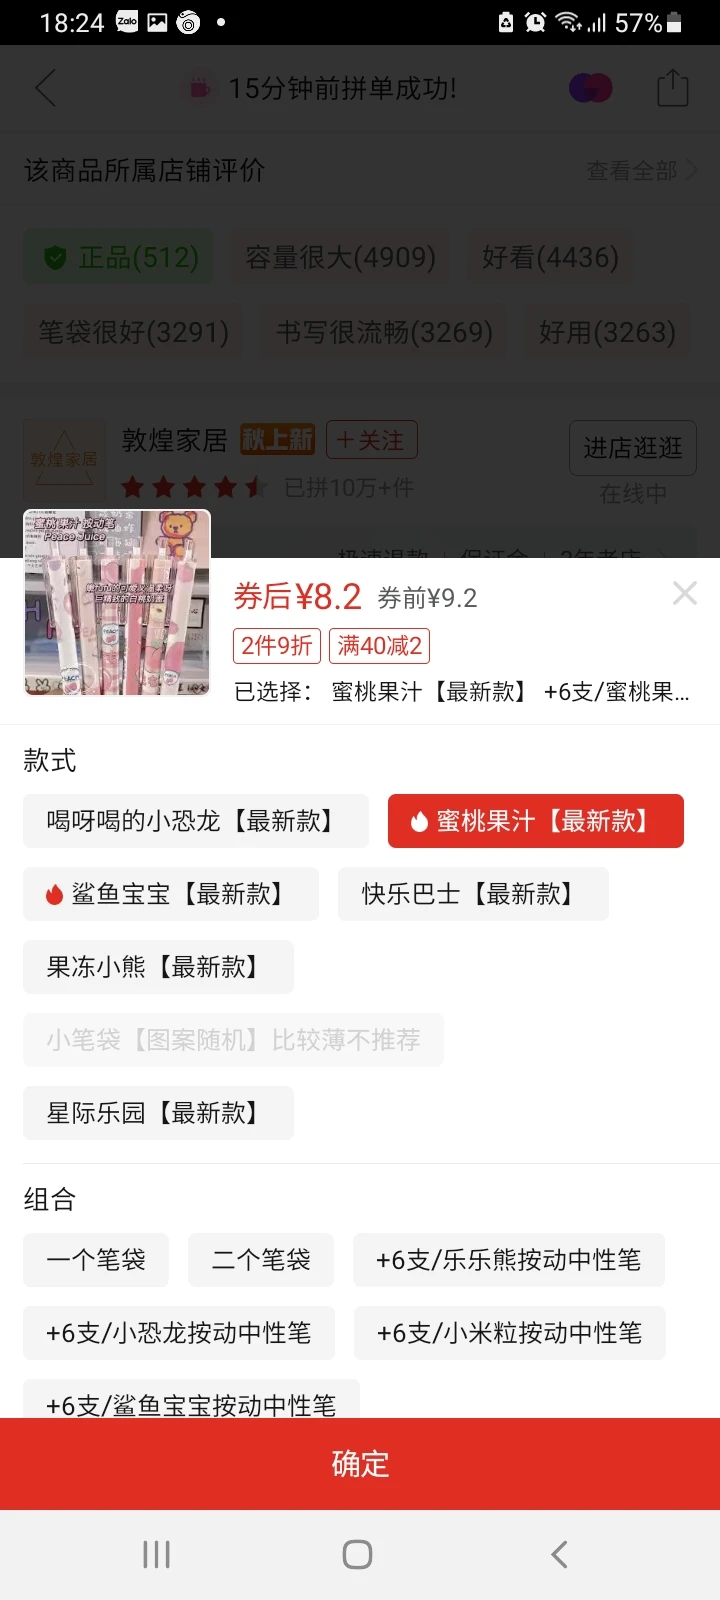 18:24 Zalo 57%
15分钟前拼单成功!
该商品所属店铺评价 查看全部
正品(512) 容量很大(4909) 好看(4436)
笔袋很好(3291) 书写很流畅(3269) 好用(3263)
敦煌家居 敦煌家居 秋上新 +关注 进店逛逛
已拼10万+件 在线中
极速退款 保证金 2年老店
蜜桃果汁 按动笔
Peace Juice
券后¥8.2 券前¥9.2
2件9折 满40减2
已选择： 蜜桃果汁【最新款】 +6支/蜜桃果...
款式
喝呀喝的小恐龙【最新款】 蜜桃果汁【最新款】
鲨鱼宝宝【最新款】 快乐巴士【最新款】
果冻小熊【最新款】
小笔袋【图案随机】比较薄不推荐
星际乐园【最新款】
组合
一个笔袋 二个笔袋 +6支/乐乐熊按动中性笔
+6支/小恐龙按动中性笔 +6支/小米粒按动中性笔
+6支/鲨鱼宝宝按动中性笔
确定